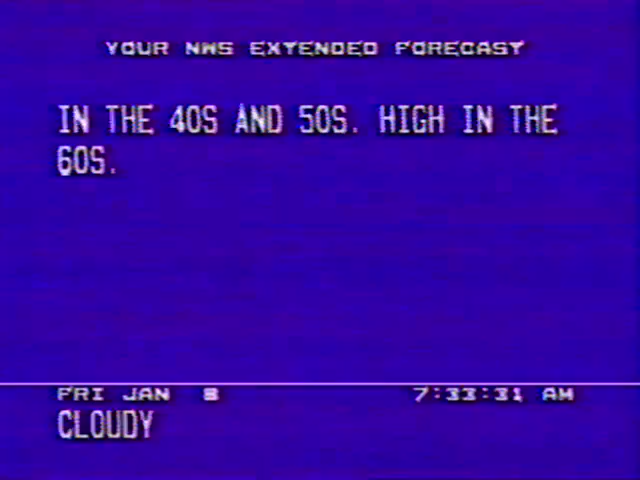 YOUR NWS EXTENDED FORECAST
IN THE 40S AND 50S. HIGH IN THE
60S.
FRI JAN 8
7:33:31 AM
CLOUDY